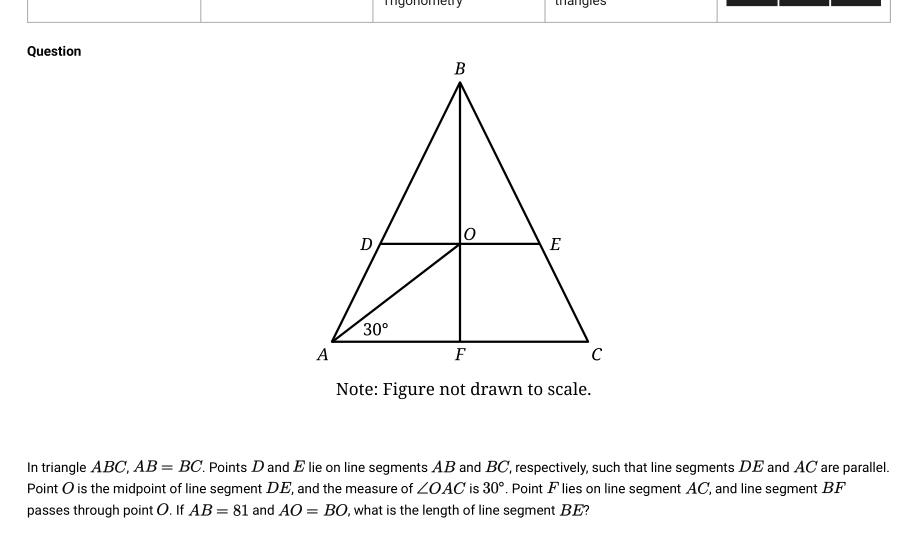 Trigonometry triangles
Question
B
D O E
30°
A F C
Note: Figure not drawn to scale.
In triangle ABC, AB = BC. Points D and E lie on line segments AB and BC, respectively, such that line segments DE and AC are parallel.
Point O is the midpoint of line segment DE, and the measure of ∠OAC is 30°. Point F lies on line segment AC, and line segment BF
passes through point O. If AB = 81 and AO = BO, what is the length of line segment BE?